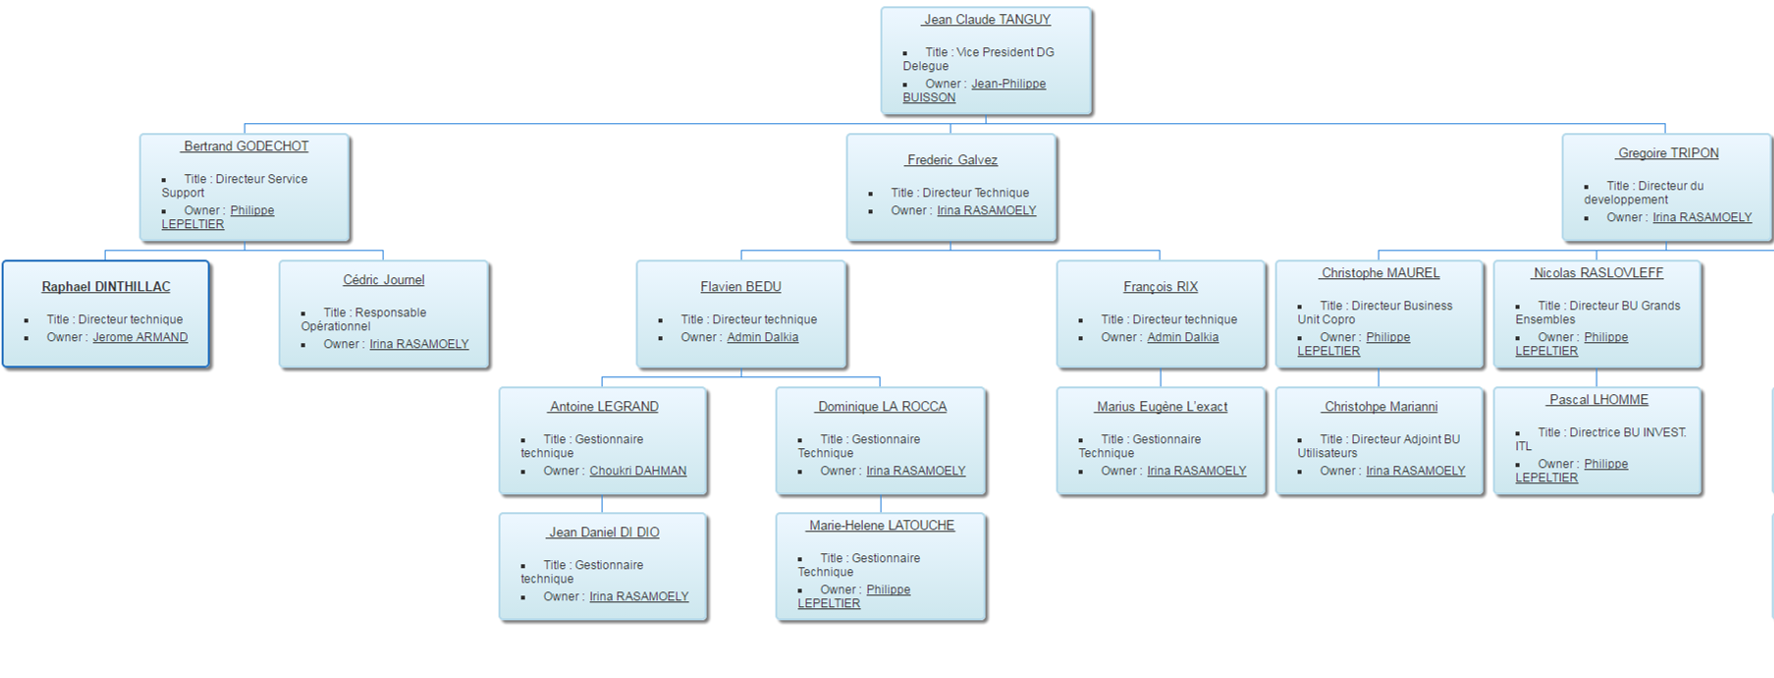 Jean Claude TANGUY
Title : Vice President DG
Delegue
Owner : Jean-Philippe
BUISSON
Bertrand GODECHOT
Title : Directeur Service
Support
Owner : Philippe
LEPELTIER
Frederic Galvez
Title : Directeur Technique
Owner : Irina RASAMOELY
Gregoire TRIPON
Title : Directeur du
developpement
Owner : Irina RASAMOELY
Raphael DINTHILLAC
Title : Directeur technique
Owner : Jerome ARMAND
Cédric Journel
Title : Responsable
Opérationnel
Owner : Irina RASAMOELY
Flavien BEDU
Title : Directeur technique
Owner : Admin Dalkia
François RIX
Title : Directeur technique
Owner : Admin Dalkia
Christophe MAUREL
Title : Directeur Business
Unit Copro
Owner : Philippe
LEPELTIER
Nicolas RASLOVLEFF
Title : Directeur BU Grands
Ensembles
Owner : Philippe
LEPELTIER
Antoine LEGRAND
Title : Gestionnaire
technique
Owner : Choukri DAHMAN
Dominique LA ROCCA
Title : Gestionnaire
Technique
Owner : Irina RASAMOELY
Marius Eugène L'exact
Title : Gestionnaire
Technique
Owner : Irina RASAMOELY
Christohpe Marianni
Title : Directeur Adjoint BU
Utilisateurs
Owner : Irina RASAMOELY
Pascal LHOMME
Title : Directrice BU INVEST.
ITL
Owner : Philippe
LEPELTIER
Jean Daniel DI DIO
Title : Gestionnaire
technique
Owner : Irina RASAMOELY
Marie-Helene LATOUCHE
Title : Gestionnaire
Technique
Owner : Philippe
LEPELTIER